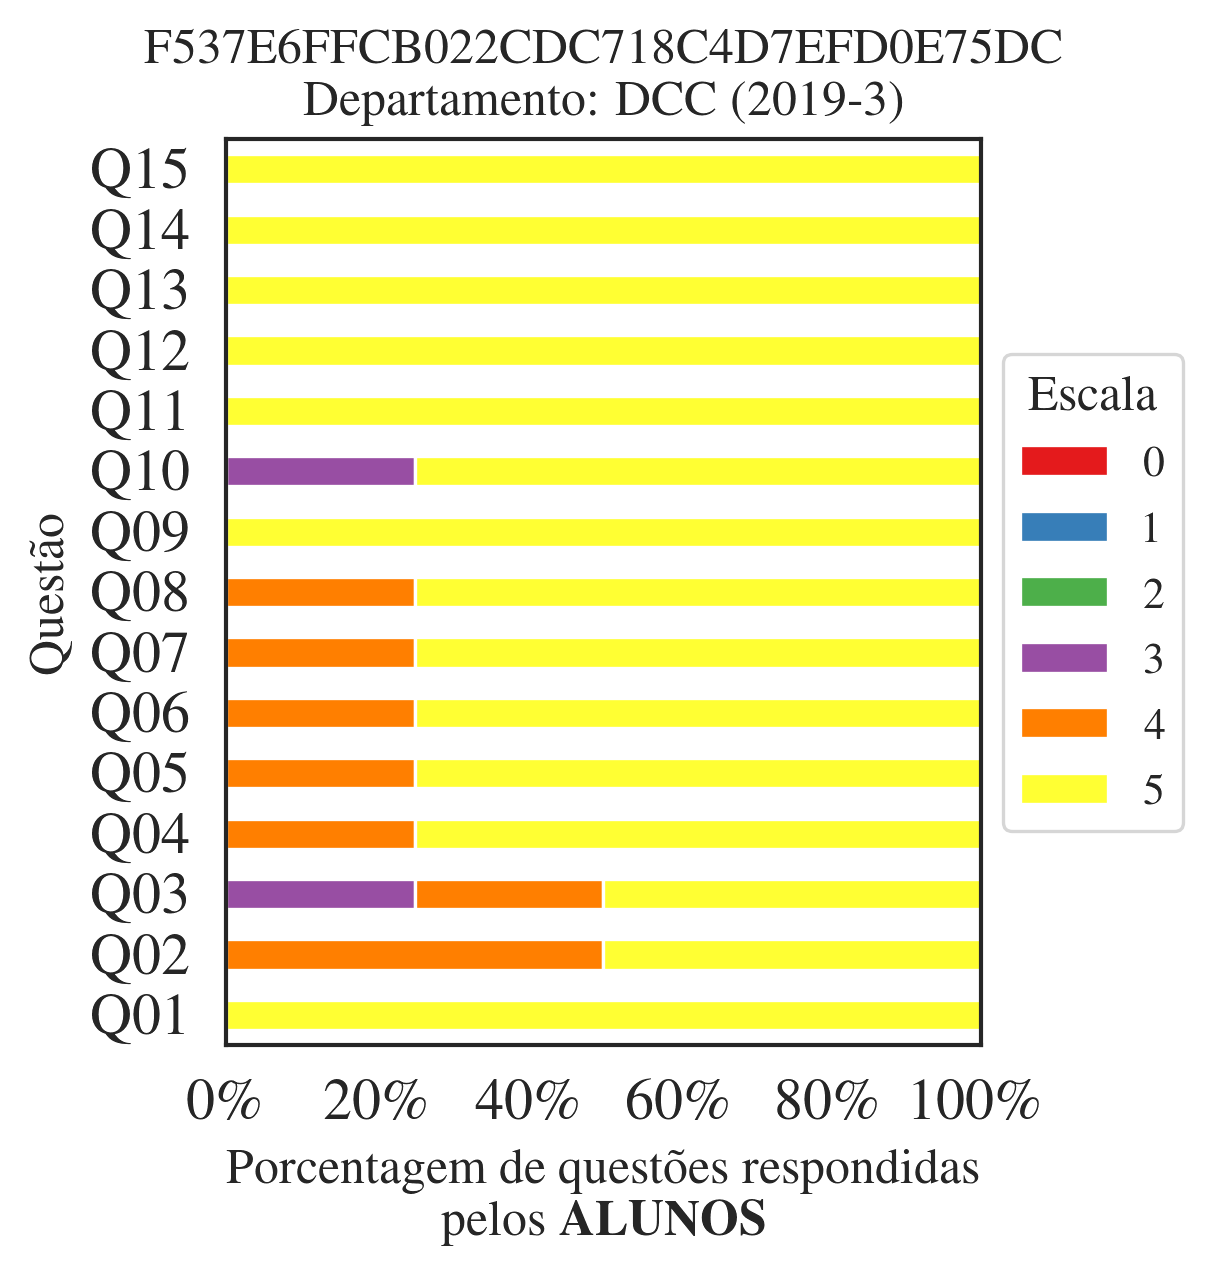 F537E6FFCB022CDC718C4D7EFD0E75DC
Departamento: DCC (2019-3)
Q15
Q14
Q13
Q12
Q11
Q10
Q09
Q08
Q07
Q06
Q05
Q04
Q03
Q02
Q01
Questão
0% 20% 40% 60% 80% 100%
Porcentagem de questões respondidas
pelos ALUNOS
Escala
0
1
2
3
4
5